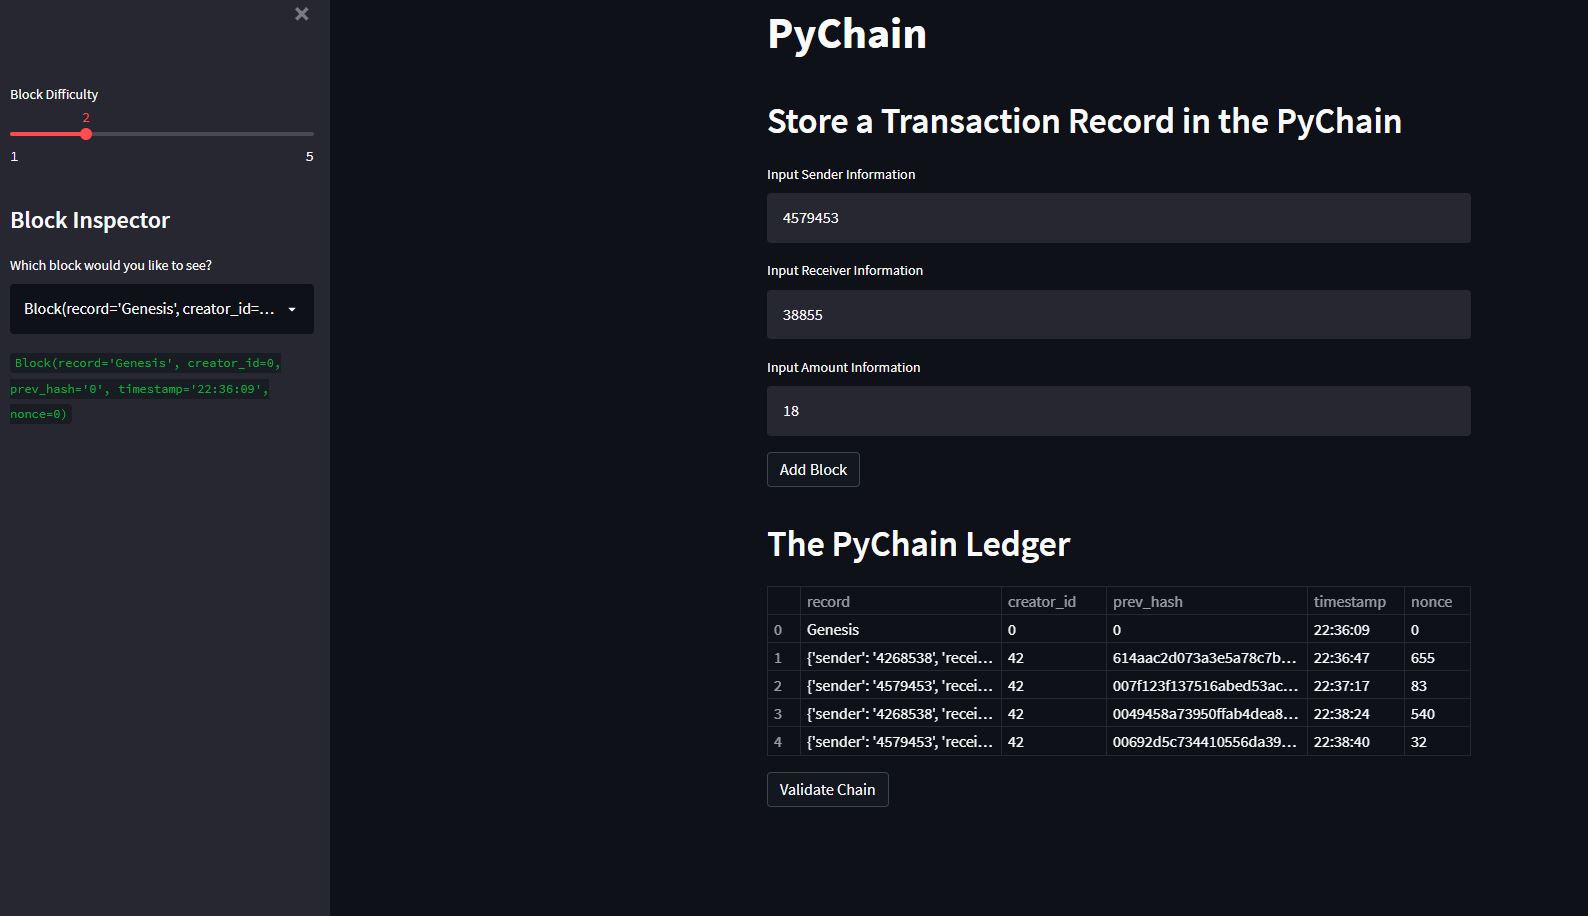 ×
Block Difficulty
2
1 5
Block Inspector
Which block would you like to see?
Block(record='Genesis', creator_id=...
Block(record='Genesis', creator_id=0,
prev_hash='0', timestamp='22:36:09',
nonce=0)
PyChain
Store a Transaction Record in the PyChain
Input Sender Information
4579453
Input Receiver Information
38855
Input Amount Information
18
Add Block
The PyChain Ledger
record creator_id prev_hash timestamp nonce
0 Genesis 0 0 22:36:09 0
1 {'sender': '4268538', 'recei... 42 614aac2d073a3e5a78c7b... 22:36:47 655
2 {'sender': '4579453', 'recei... 42 007f123f137516abed53ac... 22:37:17 83
3 {'sender': '4268538', 'recei... 42 0049458a73950ffab4dea8... 22:38:24 540
4 {'sender': '4579453', 'recei... 42 00692d5c734410556da39... 22:38:40 32
Validate Chain